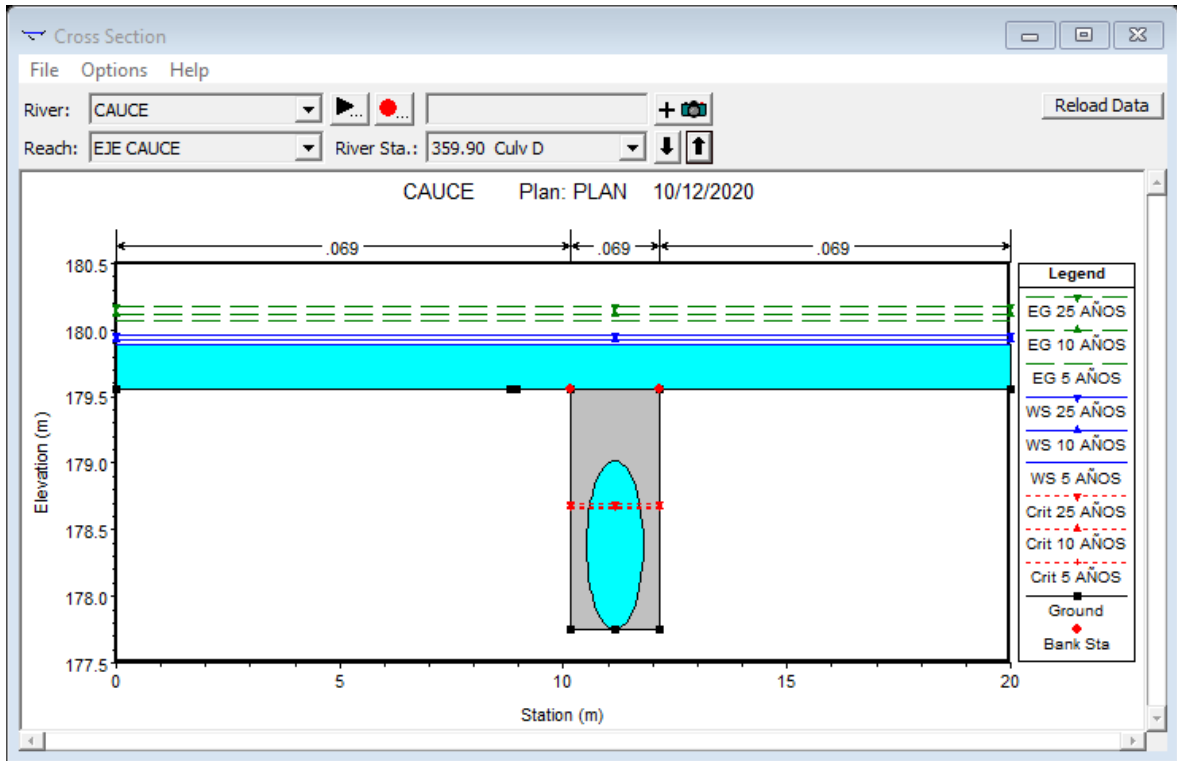 Cross Section
File Options Help
River: CAUCE
... ... + Reload Data
Reach: EJE CAUCE River Sta.: 359.90 Culv D
CAUCE Plan: PLAN 10/12/2020
.069 .069 .069
180.5
180.0
179.5
179.0
178.5
178.0
177.5
Elevation (m)
0 5 10 15 20
Station (m)
Legend
EG 25 AÑOS
EG 10 AÑOS
EG 5 AÑOS
WS 25 AÑOS
WS 10 AÑOS
WS 5 AÑOS
Crit 25 AÑOS
Crit 10 AÑOS
Crit 5 AÑOS
Ground
Bank Sta